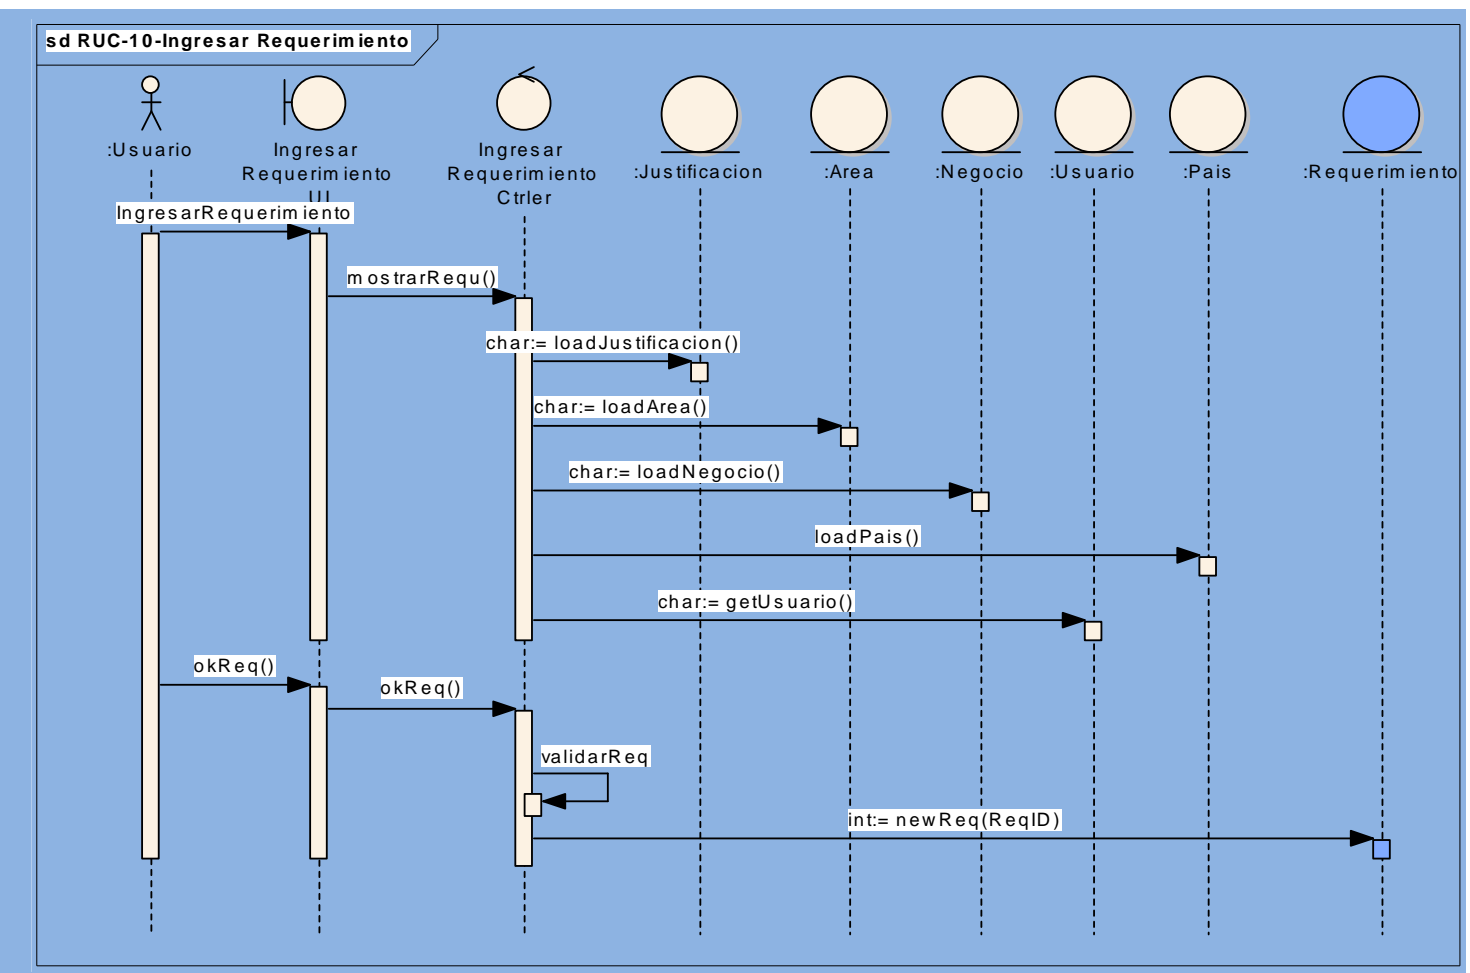 sd RUC-10-Ingresar Requerimiento
:Usuario
Ingresar
Requerimiento
UI
Ingresar
Requerimiento
Ctrler
:Justificacion
:Area
:Negocio
:Usuario
:Pais
:Requerimiento
IngresarRequerimiento
mostrarRequ()
char:= loadJustificacion()
char:= loadArea()
char:= loadNegocio()
loadPais()
char:= getUsuario()
okReq()
okReq()
validarReq
int:= newReq(ReqID)